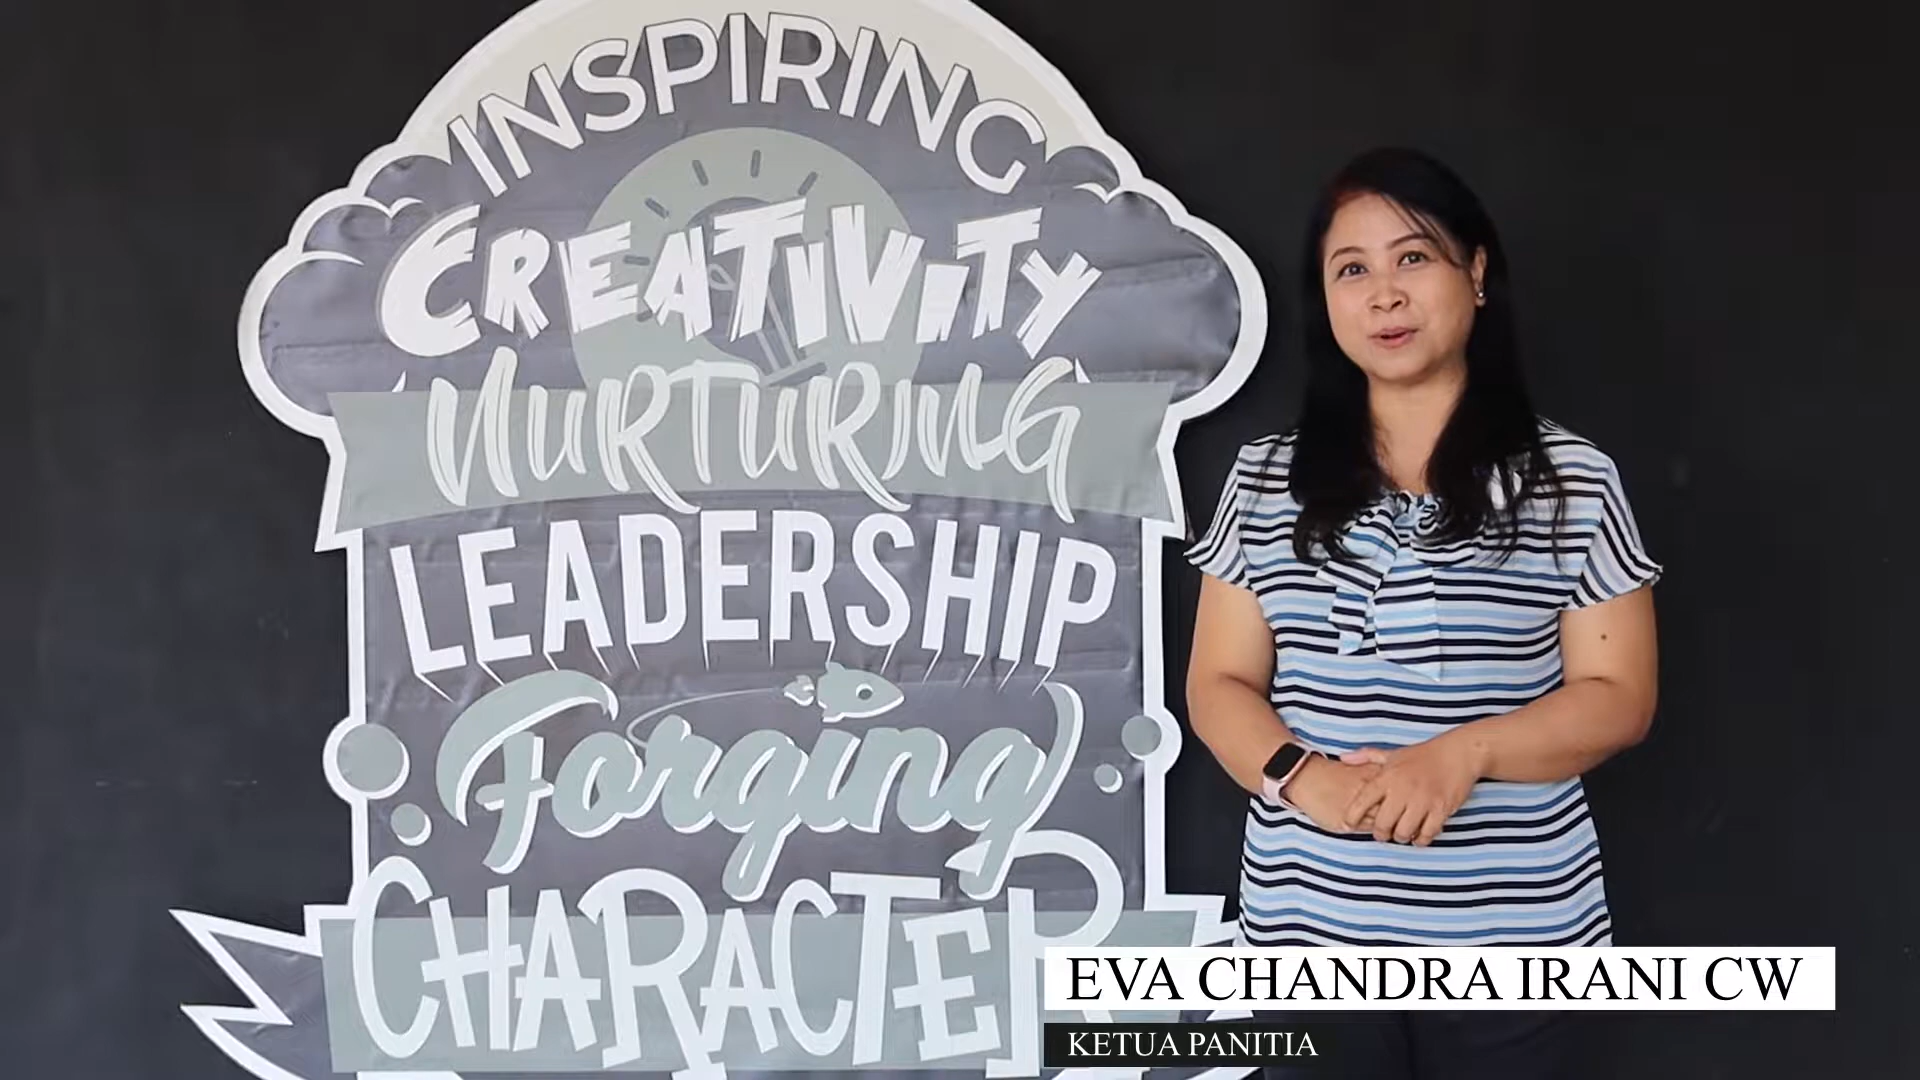 INSPIRING
CREATIVITY
NURTURING
LEADERSHIP
Forging
CHARACTER
EVA CHANDRA IRANI CW
KETUA PANITIA